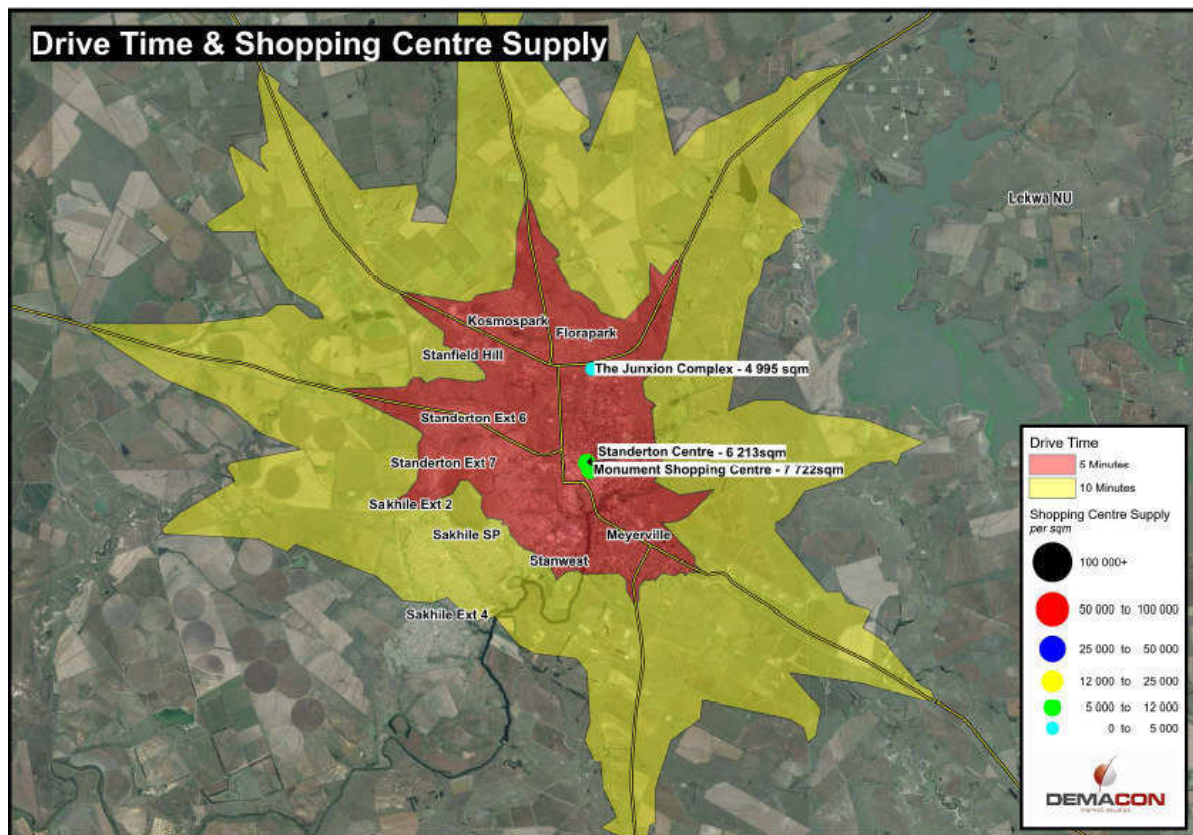 Drive Time & Shopping Centre Supply
Lekwa NU
Kosmospark
Florapark
Stanfield Hill
The Junxion Complex - 4 995 sqm
Standerton Ext 6
Standerton Centre - 6 213sqm
Standerton Ext 7
Monument Shopping Centre - 7 722sqm
Sakhile Ext 2
Sakhile SP
Meyerville
Stanwest
Sakhile Ext 4
Drive Time
5 Minutes
10 Minutes
Shopping Centre Supply
per sqm
100 000+
50 000 to 100 000
25 000 to 50 000
12 000 to 25 000
5 000 to 12 000
0 to 5 000
DEMACON